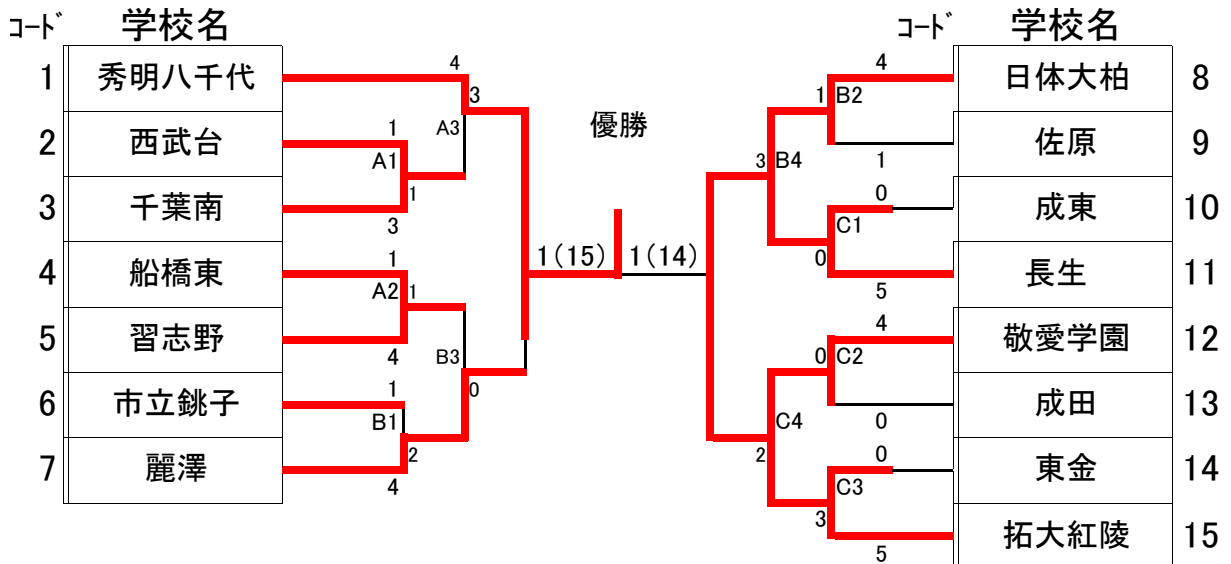 コード 学校名 コード 学校名
1 秀明八千代 4 3 4 日体大柏 8
1 B2
A3 優勝
2 西武台 1 佐原 9
A1 3 B4 1
1 0
3 千葉南 3 成東 10
C1
1(15) 1(14) 0
4 船橋東 1 長生 11
A2 1 5
4
5 習志野 4 敬愛学園 12
B3 0 C2
6 市立銚子 1 0 成田 13
B1 C4 0
2 2 0
7 麗澤 4 東金 14
C3
3
5 拓大紅陵 15